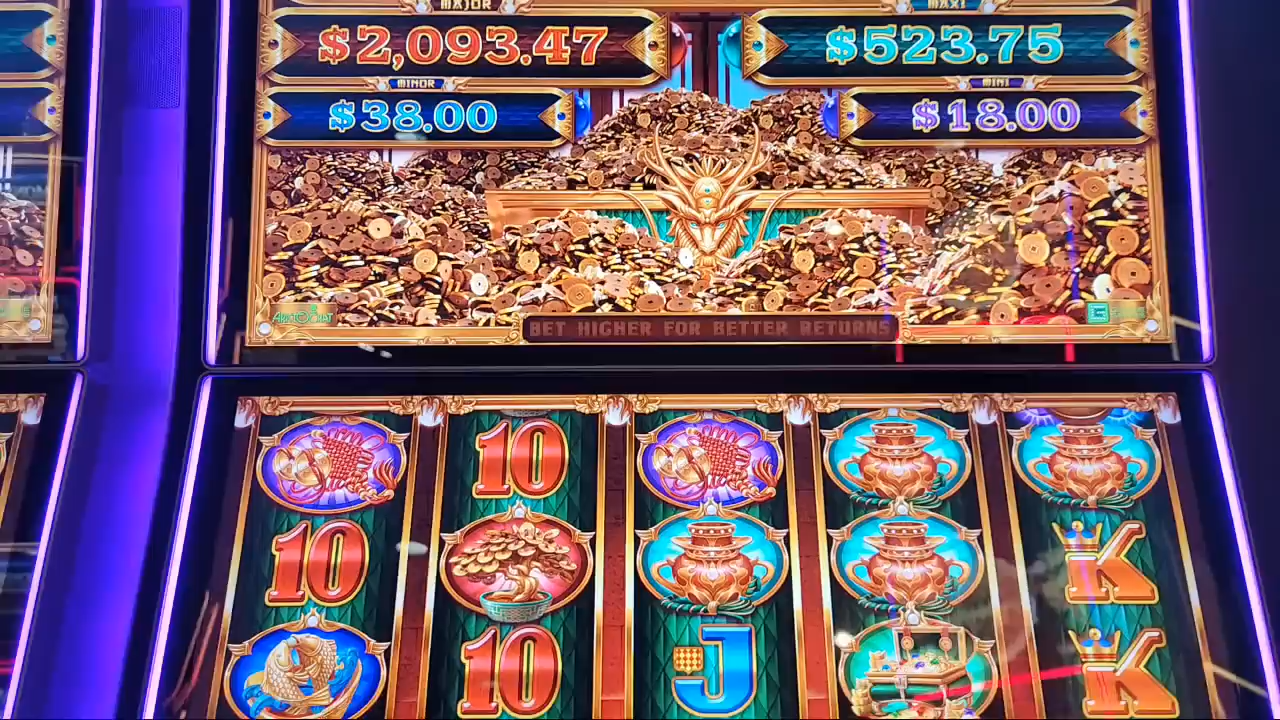 MAJOR
MAXI
$2,093.47
$523.75
MINOR
MINI
$38.00
$18.00
ARISTOCRAT
BET HIGHER FOR BETTER RETURNS
10
10
K
10
J
K